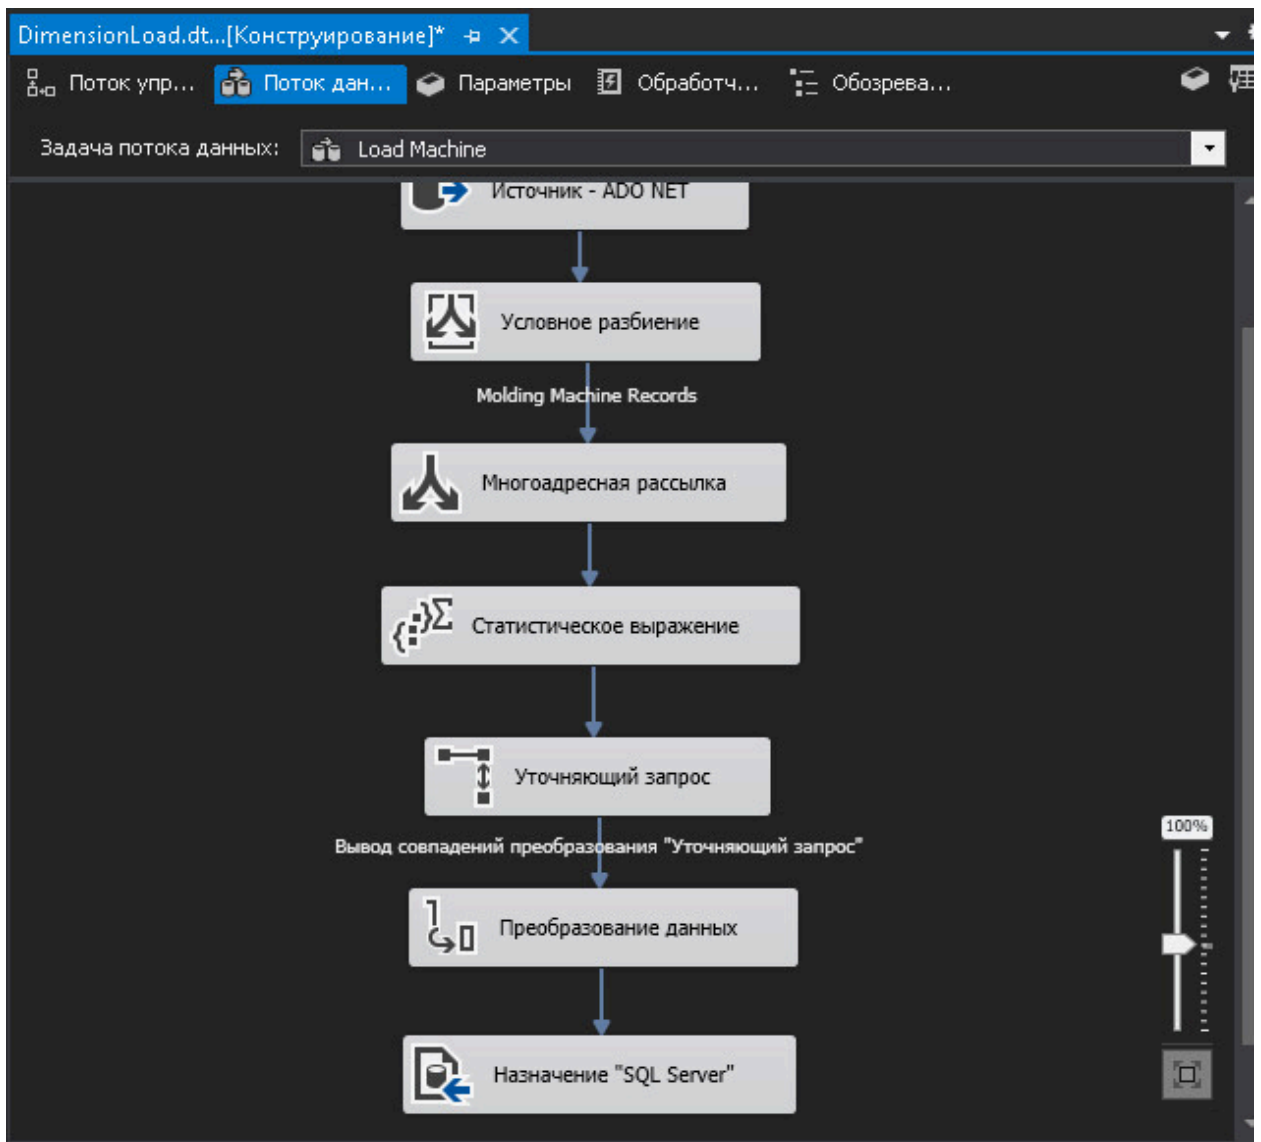 DimensionLoad.dt...[Конструирование]*
Поток упр... Поток дан... Параметры Обработч... Обозрева...
Задача потока данных: Load Machine
Источник - ADO NET
Условное разбиение
Molding Machine Records
Многоадресная рассылка
Статистическое выражение
Уточняющий запрос
100%
Вывод совпадений преобразования "Уточняющий запрос"
Преобразование данных
Назначение "SQL Server"